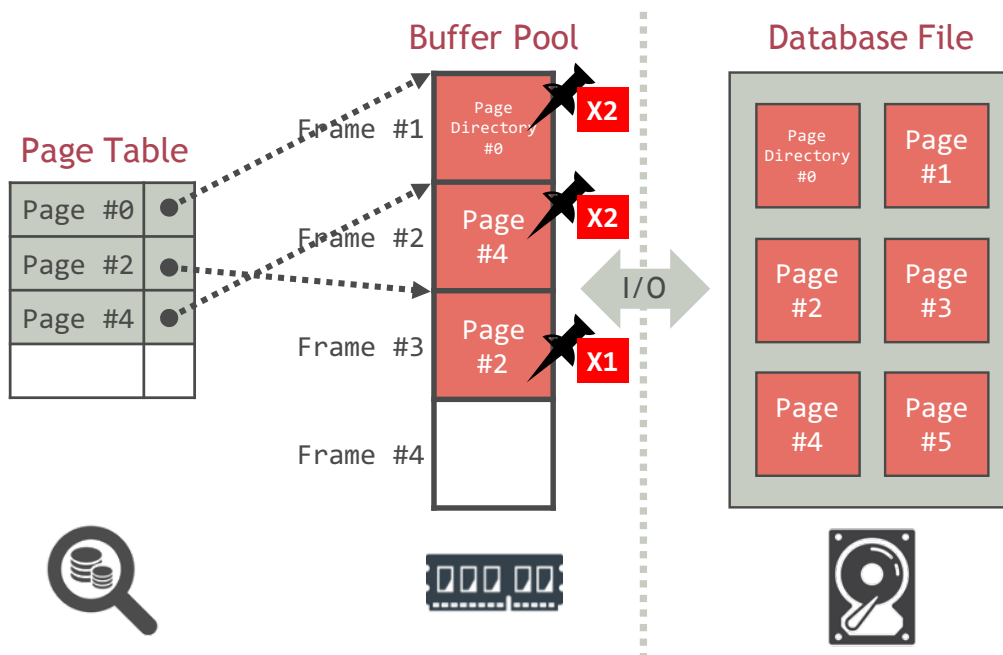 Page Table
Page #0
Page #2
Page #4
Buffer Pool
Frame #1
Page
Directory
#0
X2
Frame #2
Page
#4
X2
Frame #3
Page
#2
X1
Frame #4
I/O
Database File
Page
Directory
#0
Page
#1
Page
#2
Page
#3
Page
#4
Page
#5